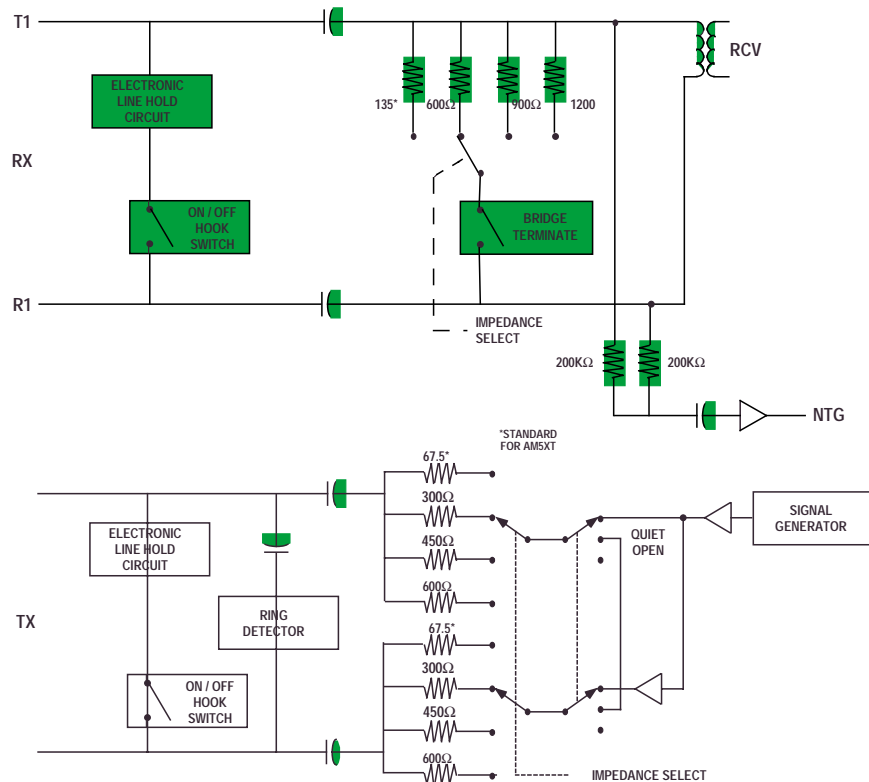 T1
RCV
ELECTRONIC
LINE HOLD
CIRCUIT
135*
600Ω
900Ω
1200
RX
ON / OFF
HOOK
SWITCH
BRIDGE
TERMINATE
R1
IMPEDANCE
SELECT
200KΩ
200KΩ
NTG
*STANDARD
FOR AM5XT
67.5*
300Ω
450Ω
600Ω
QUIET
OPEN
SIGNAL
GENERATOR
ELECTRONIC
LINE HOLD
CIRCUIT
TX
RING
DETECTOR
67.5*
300Ω
450Ω
600Ω
ON / OFF
HOOK
SWITCH
IMPEDANCE SELECT